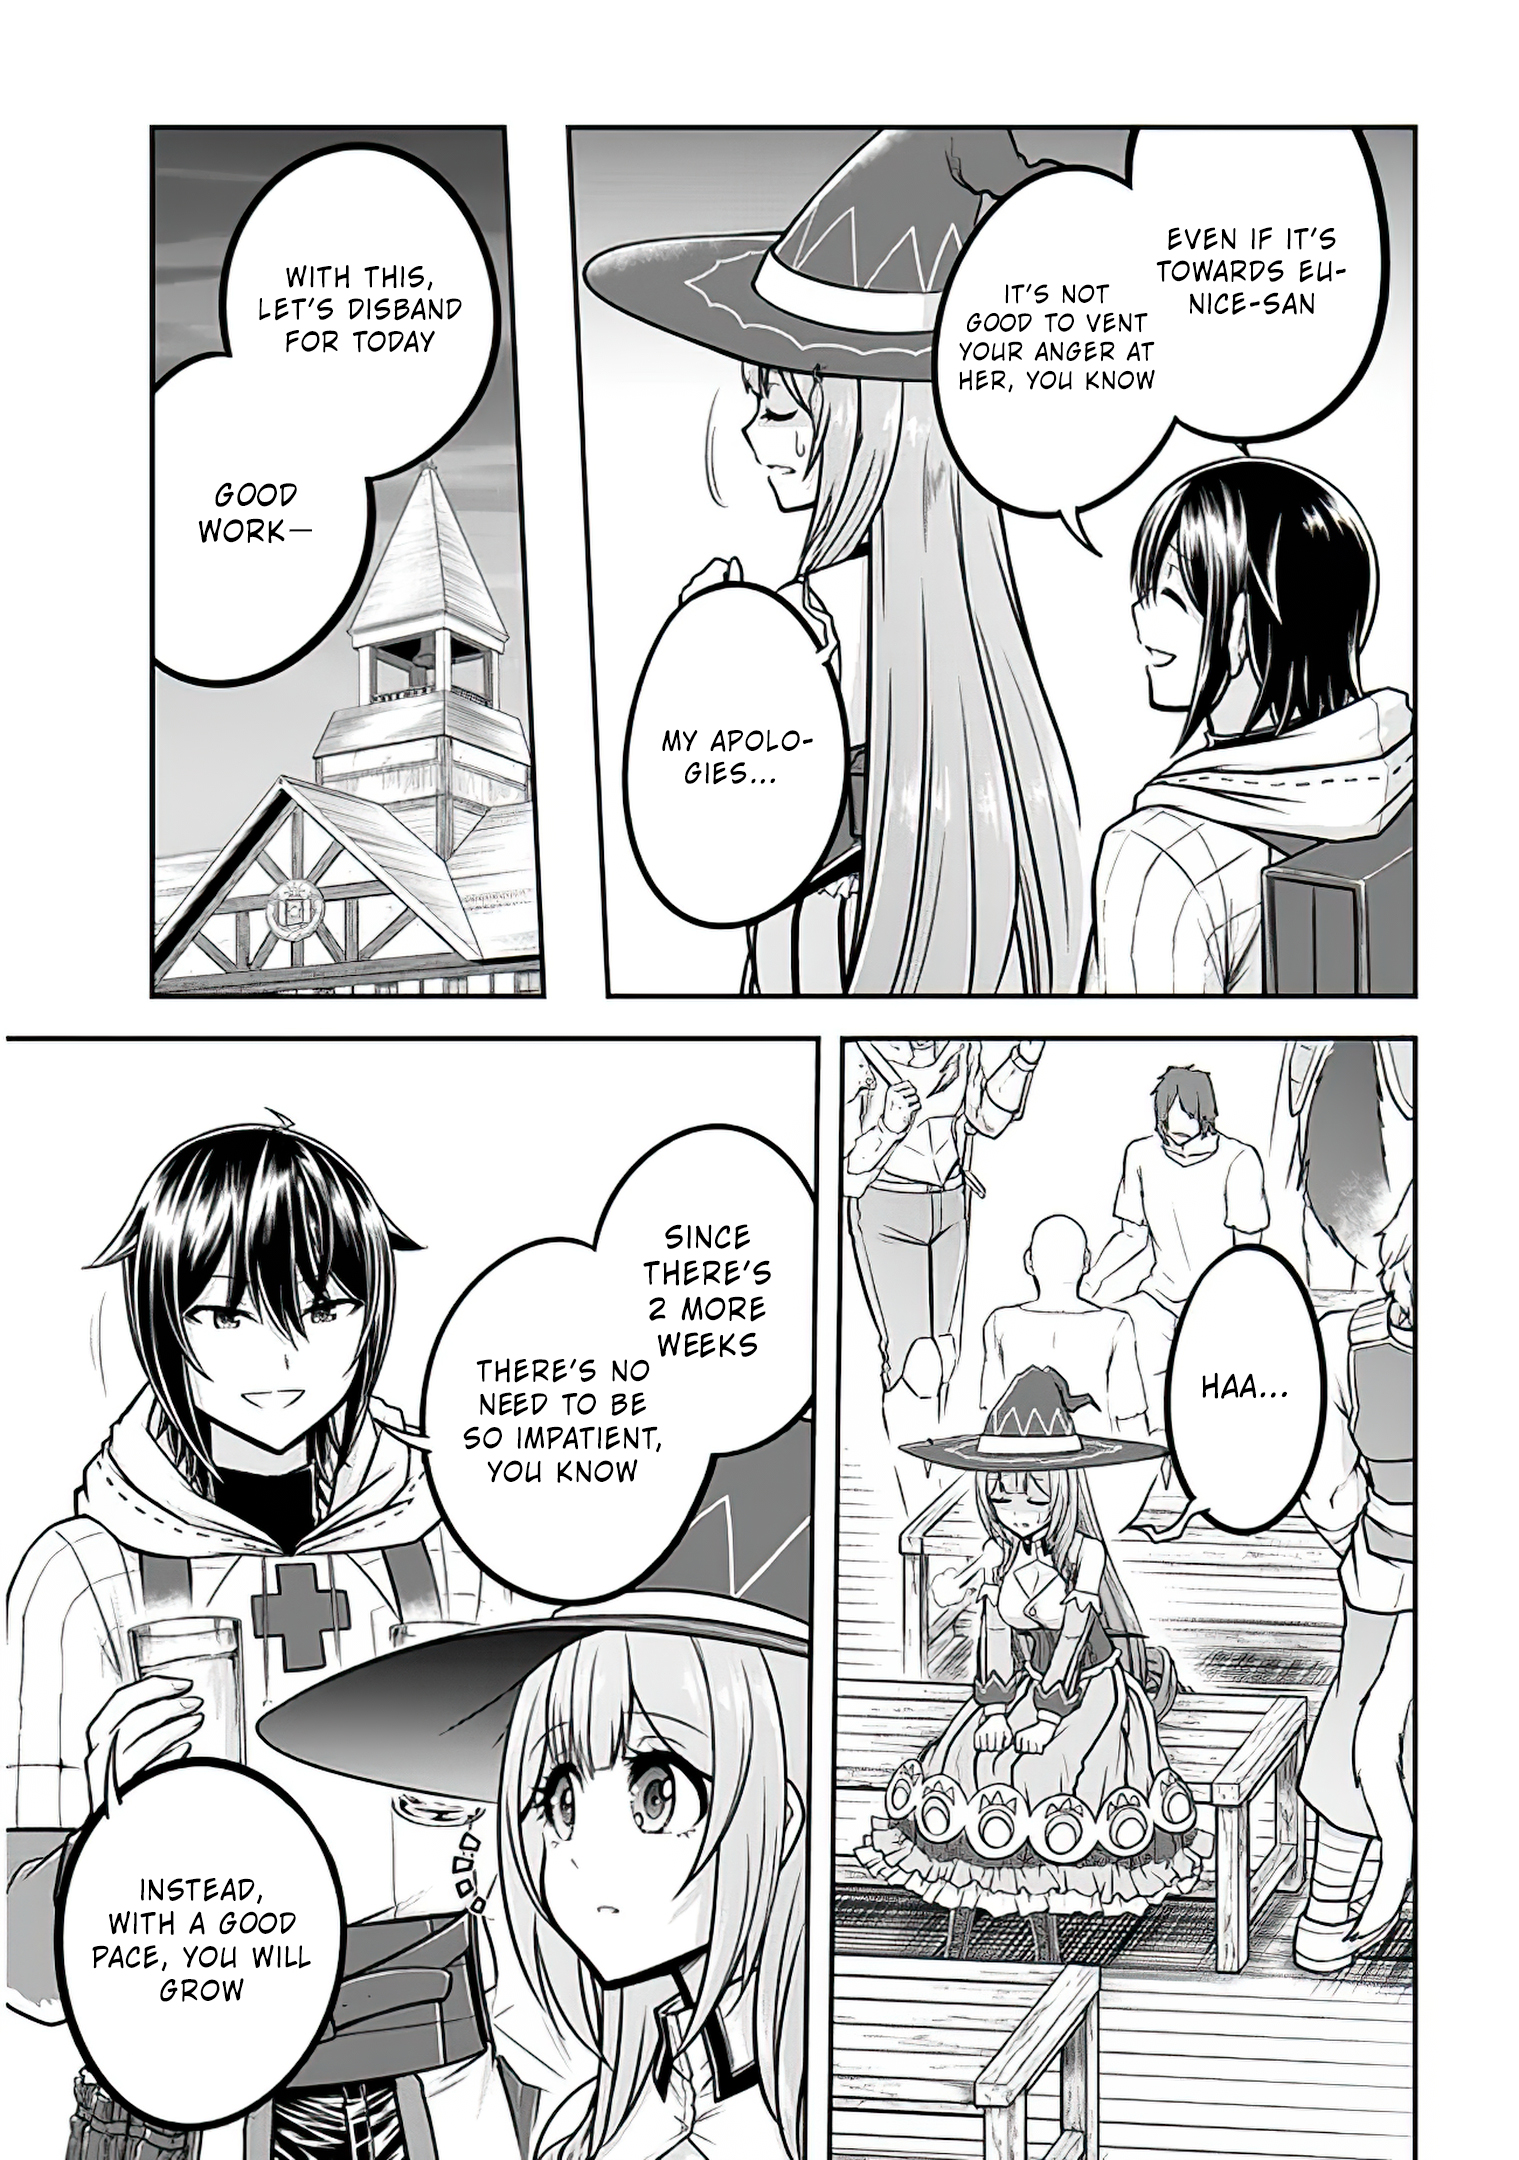 EVEN IF IT'S
TOWARDS EU-
NICE-SAN
IT'S NOT
GOOD TO VENT
YOUR ANGER AT
HER, YOU KNOW
MY APOLO-
GIES...
WITH THIS,
LET'S DISBAND
FOR TODAY
GOOD
WORK—
HAA...
SINCE
THERE'S
2 MORE
WEEKS
THERE'S NO
NEED TO BE
SO IMPATIENT,
YOU KNOW
INSTEAD,
WITH A GOOD
PACE, YOU WILL
GROW